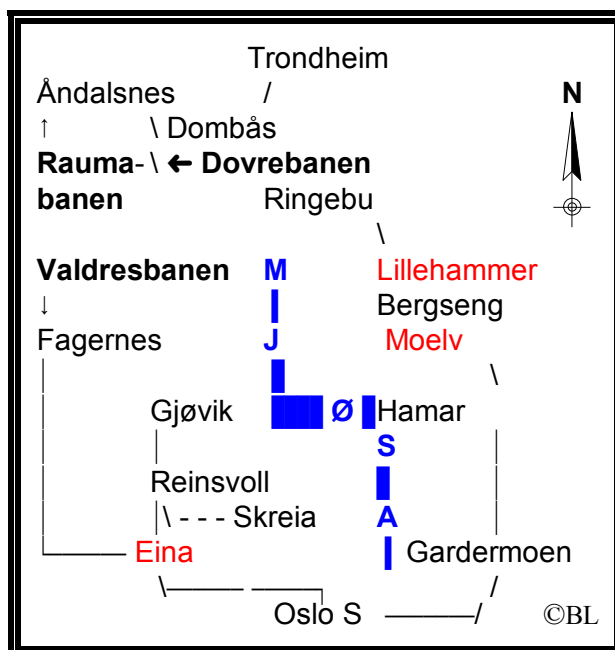 Trondheim
Åndalsnes /
↑ \ Dombås N
Rauma- \ ← Dovrebanen
banen Ringebu
\
Valdresbanen M Lillehammer
↓ Bergseng
Fagernes J Moelv
\
Gjøvik Ø Hamar
| S |
Reinsvoll
|\ - - - Skreia A
Eina Gardermoen
\ /
Oslo S / ©BL